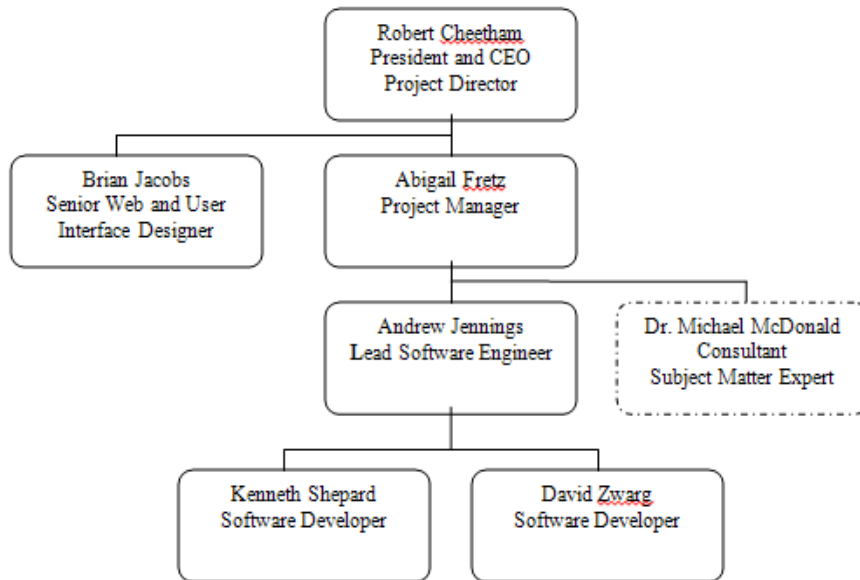 Robert Cheetham
President and CEO
Project Director
Brian Jacobs
Senior Web and User
Interface Designer
Abigail Fretz
Project Manager
Andrew Jennings
Lead Software Engineer
Dr. Michael McDonald
Consultant
Subject Matter Expert
Kenneth Shepard
Software Developer
David Zwarg
Software Developer